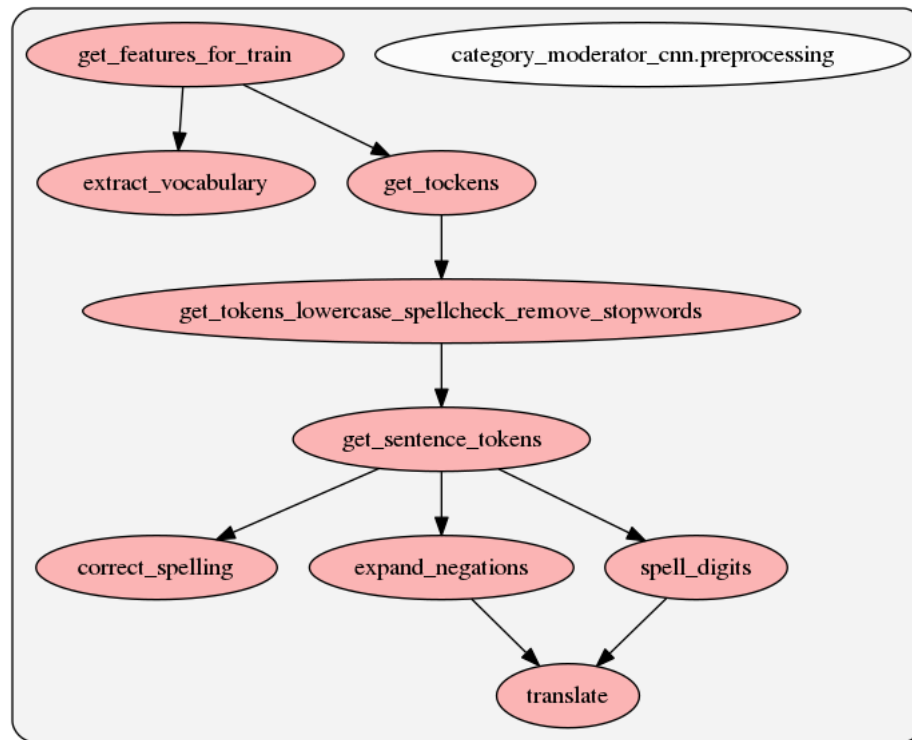 get_features_for_train
category_moderator_cnn.preprocessing
extract_vocabulary
get_tockens
get_tokens_lowercase_spellcheck_remove_stopwords
get_sentence_tokens
correct_spelling
expand_negations
spell_digits
translate